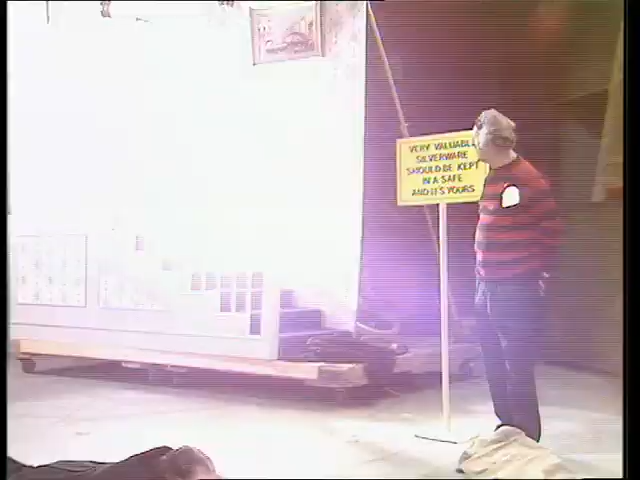 VERY VALUABLE
SILVERWARE
SHOULD BE KEPT
IN A SAFE
AND IT'S YOURS